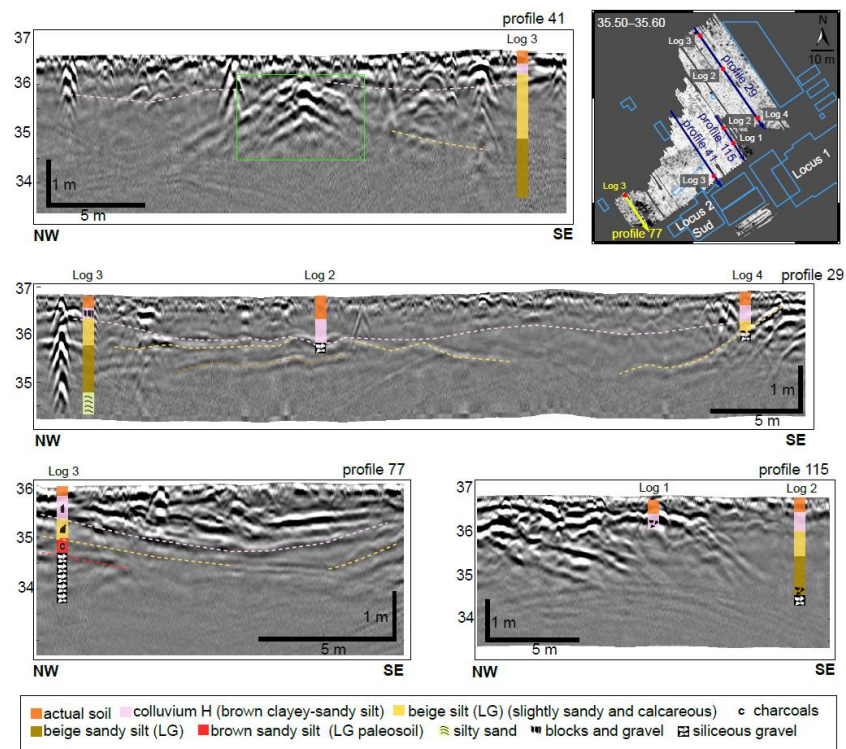 profile 41
Log 3
37
36
35
34
1 m
5 m
NW
SE
35.50–35.60
N
10 m
Log 3
Log 2
profile 29
Log 4
Log 2
Log 1
profile 115
profile 41
Log 3
Log 3
Locus 1
Locus 2
Sud
profile 77
Log 3
Log 2
Log 4
profile 29
37
36
35
1 m
5 m
NW
SE
Log 3
profile 77
36
35
34
1 m
5 m
NW
SE
profile 115
Log 1
Log 2
37
36
35
34
1 m
5 m
NW
SE
actual soil colluvium H (brown clayey-sandy silt) beige silt (LG) (slightly sandy and calcareous) c charcoals
beige sandy silt (LG) brown sandy silt (LG paleosoil) silty sand blocks and gravel siliceous gravel